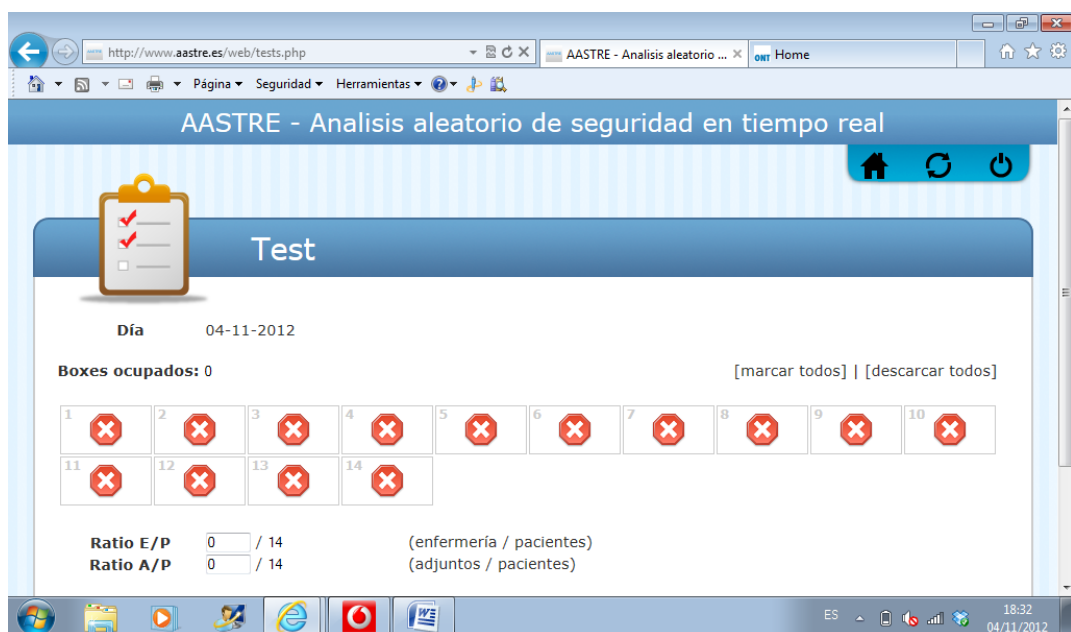 http://www.aastre.es/web/tests.php
AASTRE - Analisis aleatorio ...
ONT Home
Página Seguridad Herramientas
AASTRE - Analisis aleatorio de seguridad en tiempo real
Test
Día 04-11-2012
Boxes ocupados: 0 [marcar todos] | [descarcar todos]
1 2 3 4 5 6 7 8 9 10
11 12 13 14
Ratio E/P 0 / 14 (enfermería / pacientes)
Ratio A/P 0 / 14 (adjuntos / pacientes)
ES 18:32
04/11/2012